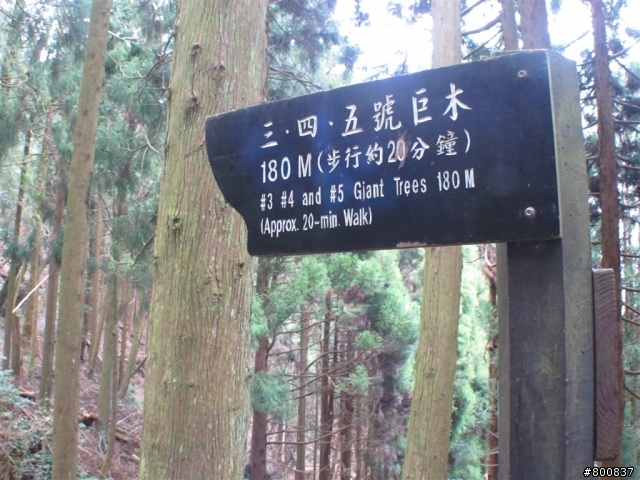 三．四．五號巨木
180M(步行約20分鐘)
#3 #4 and #5 Giant Trees 180M
(Approx. 20-min. Walk)
#800837